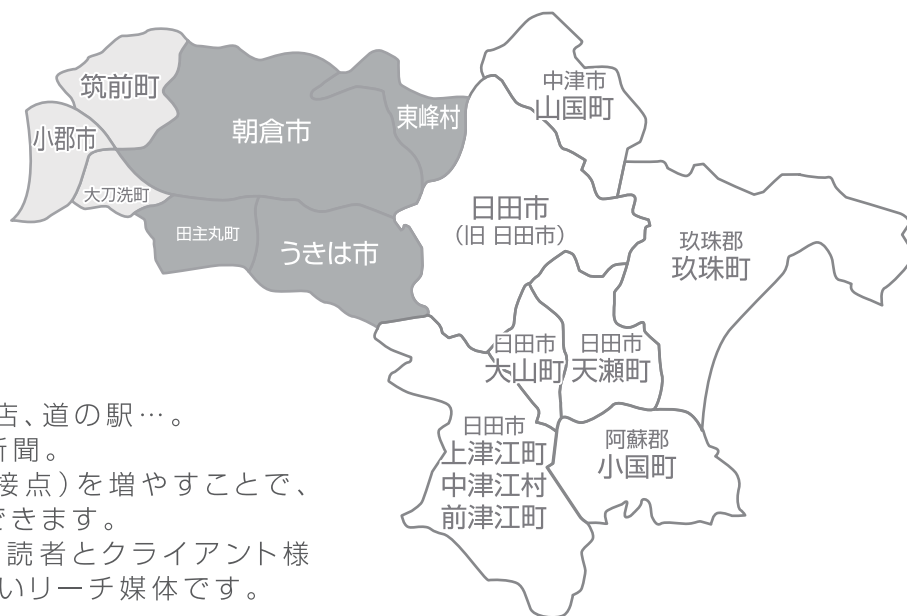 筑前町
小郡市
大刀洗町
朝倉市
東峰村
田主丸町
うきは市
中津市
山国町
日田市
（旧 日田市）
玖珠郡
玖珠町
日田市
大山町
日田市
天瀬町
日田市
上津江町
中津江村
前津江町
阿蘇郡
小国町
店、道の駅…。
新聞。
接点）を増やすことで、
できます。
読者とクライアント様
いリーチ媒体です。